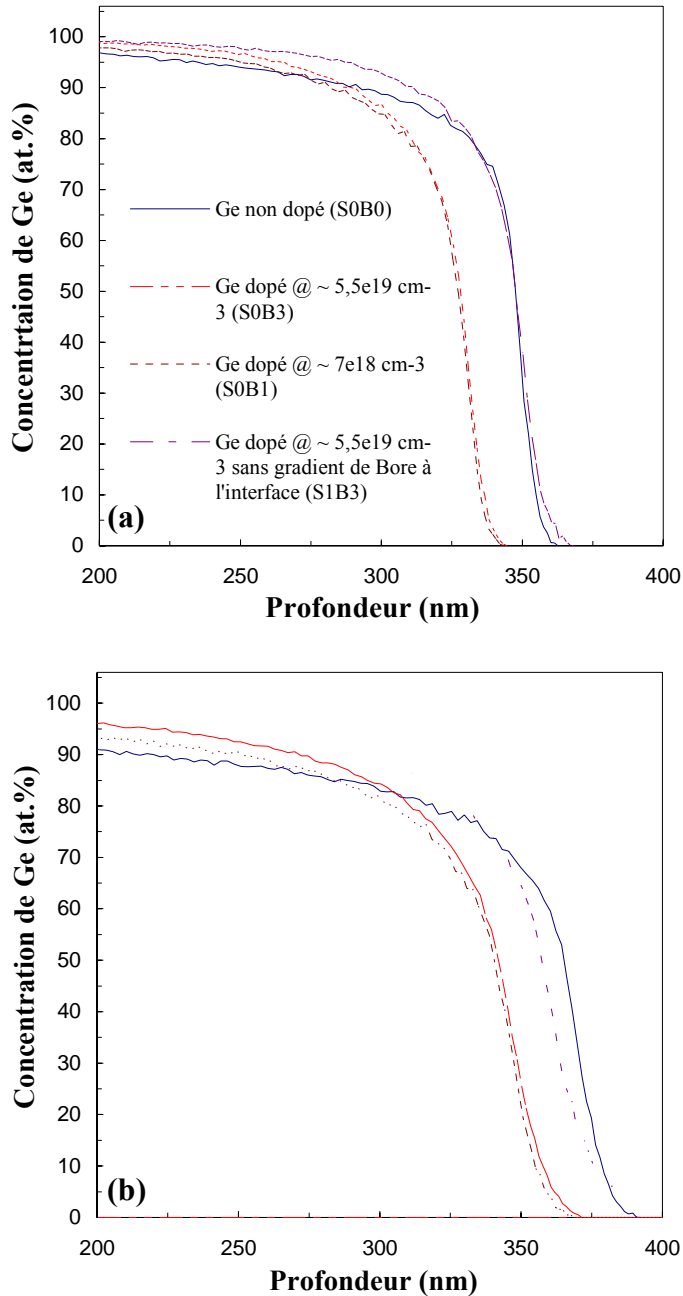 100
90
80
70
60
50
40
30
20
10
0
Concentrtaion de Ge (at.%)
Ge non dopé (S0B0)
Ge dopé @ ~ 5,5e19 cm-
3 (S0B3)
Ge dopé @ ~ 7e18 cm-3
(S0B1)
Ge dopé @ ~ 5,5e19 cm-
3 sans gradient de Bore à
l'interface (S1B3)
(a)
200 250 300 350 400
Profondeur (nm)
100
90
80
70
60
50
40
30
20
10
0
Concentration de Ge (at.%)
(b)
200 250 300 350 400
Profondeur (nm)